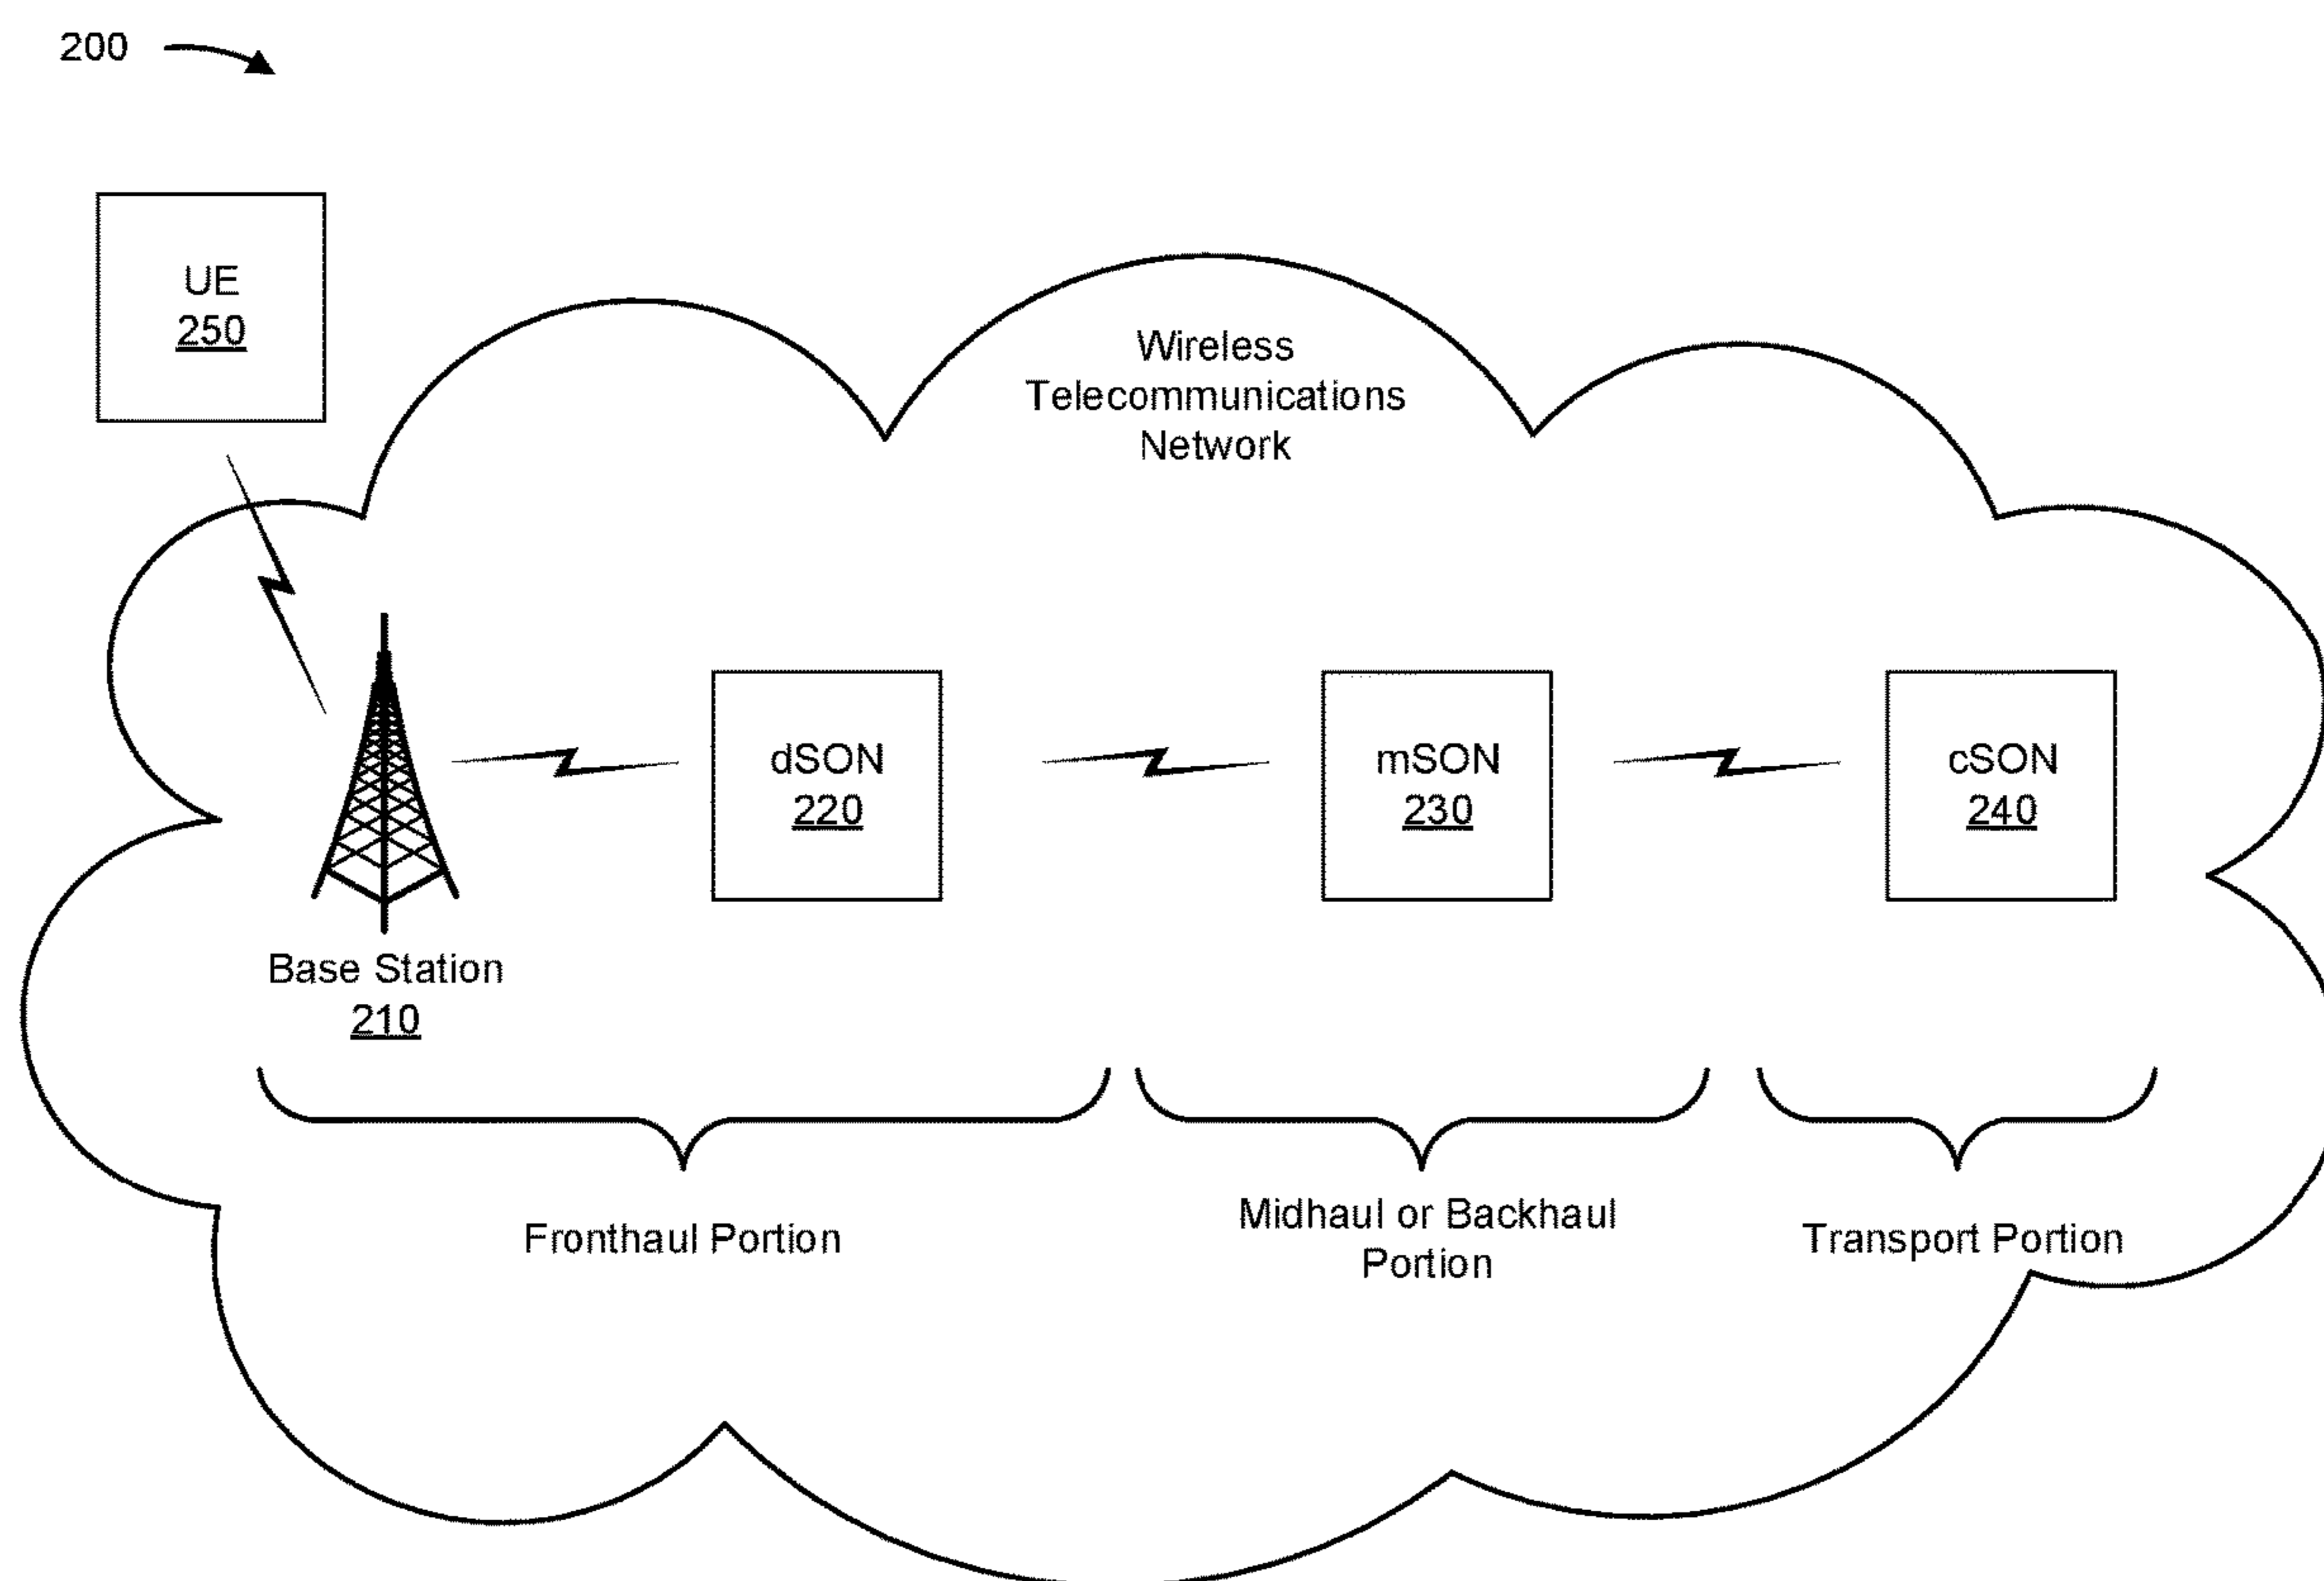 200
UE
250
Wireless
Telecommunications
Network
dSON
220
mSON
230
cSON
240
Base Station
210
Fronthaul Portion
Midhaul or Backhaul
Portion
Transport Portion